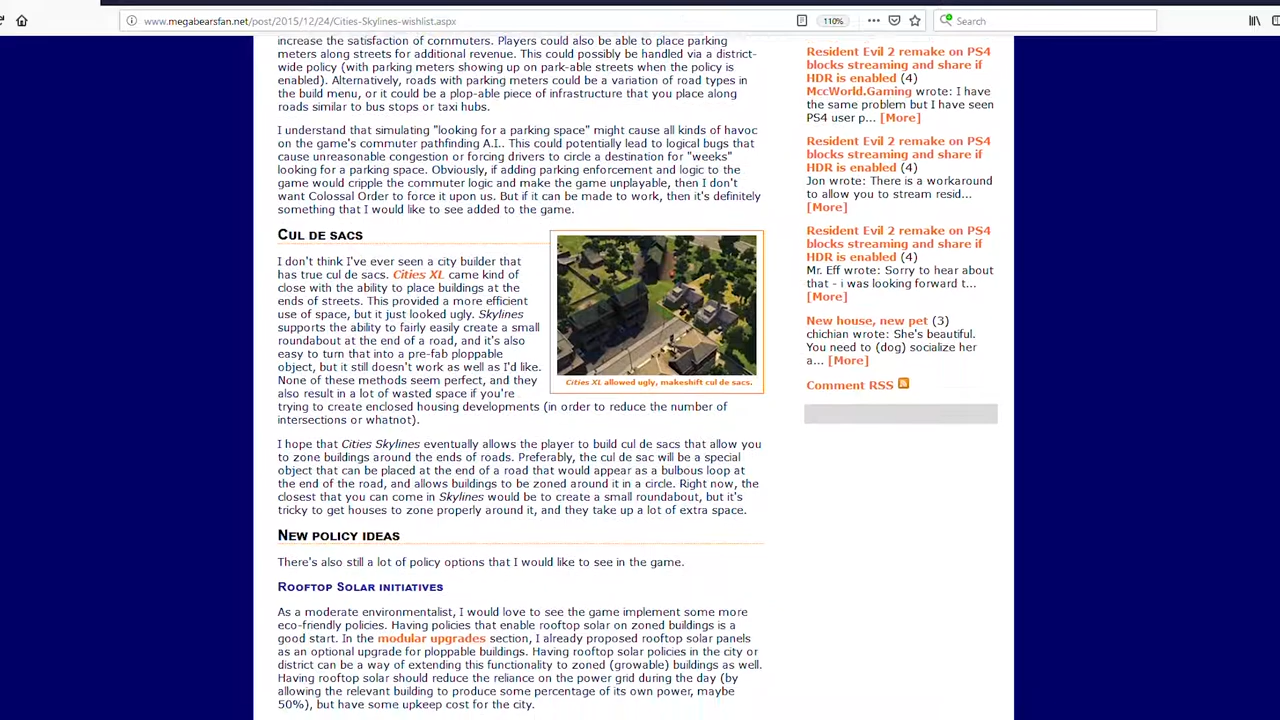 www.megabearsfan.net/post/2015/12/24/Cities-Skylines-wishlist.aspx
110%
Search
increase the satisfaction of commuters. Players could also be able to place parking
meters along streets for additional revenue. This could possibly be handled via a district-
wide policy (with parking meters showing up on park-able streets when the policy is
enabled). Alternatively, roads with parking meters could be a variation of road types in
the build menu, or it could be a plop-able piece of infrastructure that you place along
roads similar to bus stops or taxi hubs.
I understand that simulating "looking for a parking space" might cause all kinds of havoc
on the game's commuter pathfinding A.I.. This could potentially lead to logical bugs that
cause unreasonable congestion or forcing drivers to circle a destination for "weeks"
looking for a parking space. Obviously, if adding parking enforcement and logic to the
game would cripple the commuter logic and make the game unplayable, then I don't
want Colossal Order to force it upon us. But if it can be made to work, then it's definitely
something that I would like to see added to the game.
Cul de sacs
I don't think I've ever seen a city builder that
has true cul de sacs. Cities XL came kind of
close with the ability to place buildings at the
ends of streets. This provided a more efficient
use of space, but it just looked ugly. Skylines
supports the ability to fairly easily create a small
roundabout at the end of a road, and it's also
easy to turn that into a pre-fab ploppable
object, but it still doesn't work as well as I'd like.
None of these methods seem perfect, and they
also result in a lot of wasted space if you're
trying to create enclosed housing developments (in order to reduce the number of
intersections or whatnot).
Cities XL allowed ugly, makeshift cul de sacs.
I hope that Cities Skylines eventually allows the player to build cul de sacs that allow you
to zone buildings around the ends of roads. Preferably, the cul de sac will be a special
object that can be placed at the end of a road that would appear as a bulbous loop at
the end of the road, and allows buildings to be zoned around it in a circle. Right now, the
closest that you can come in Skylines would be to create a small roundabout, but it's
tricky to get houses to zone properly around it, and they take up a lot of extra space.
New policy ideas
There's also still a lot of policy options that I would like to see in the game.
Rooftop Solar initiatives
As a moderate environmentalist, I would love to see the game implement some more
eco-friendly policies. Having policies that enable rooftop solar on zoned buildings is a
good start. In the modular upgrades section, I already proposed rooftop solar panels
as an optional upgrade for ploppable buildings. Having rooftop solar policies in the city or
district can be a way of extending this functionality to zoned (growable) buildings as well.
Having rooftop solar should reduce the reliance on the power grid during the day (by
allowing the relevant building to produce some percentage of its own power, maybe
50%), but have some upkeep cost for the city.
Resident Evil 2 remake on PS4
blocks streaming and share if
HDR is enabled (4)
MccWorld.Gaming wrote: I have
the same problem but I have seen
PS4 user p... [More]
Resident Evil 2 remake on PS4
blocks streaming and share if
HDR is enabled (4)
Jon wrote: There is a workaround
to allow you to stream resid...
[More]
Resident Evil 2 remake on PS4
blocks streaming and share if
HDR is enabled (4)
Mr. Eff wrote: Sorry to hear about
that - i was looking forward t...
[More]
New house, new pet (3)
chichian wrote: She's beautiful.
You need to (dog) socialize her
a... [More]
Comment RSS